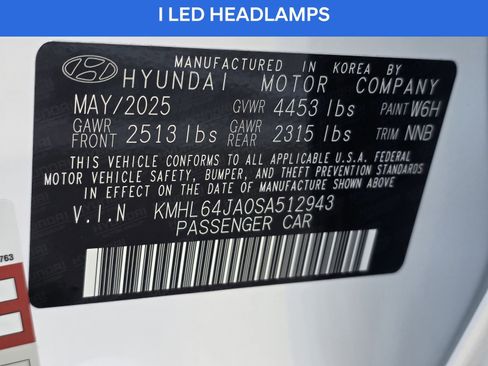 I LED HEADLAMPS
MANUFACTURED IN KOREA BY
HYUNDAI MOTOR COMPANY
MAY/2025 GVWR 4453 lbs PAINT W6H
GAWR FRONT 2513 lbs GAWR REAR 2315 lbs TRIM NNB
THIS VEHICLE CONFORMS TO ALL APPLICABLE U.S.A. FEDERAL
MOTOR VEHICLE SAFETY, BUMPER, AND THEFT PREVENTION STANDARDS
IN EFFECT ON THE DATE OF MANUFACTURE SHOWN ABOVE.
V.I.N KMHL64JA0SA512943
PASSENGER CAR
763